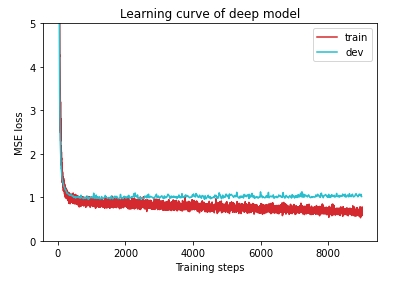 Learning curve of deep model
train
dev
5
4
3
2
1
0
MSE loss
0 2000 4000 6000 8000
Training steps